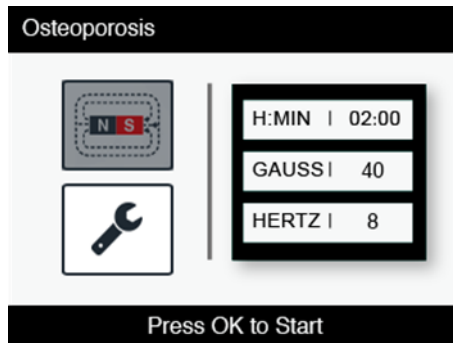 Osteoporosis
N S
H:MIN | 02:00
GAUSS | 40
HERTZ | 8
Press OK to Start